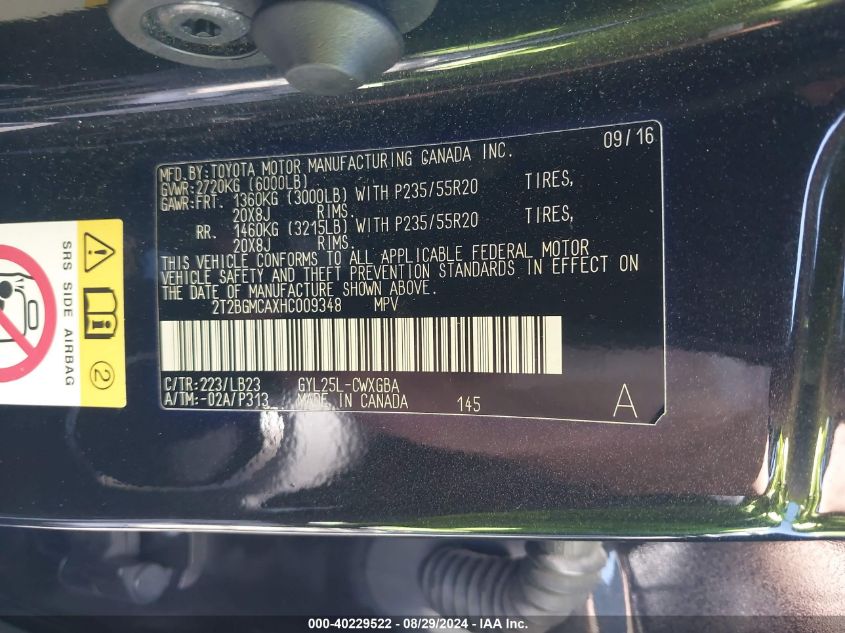 09/16
MFD.BY:TOYOTA MOTOR MANUFACTURING CANADA INC.
GVWR:2720KG (6000LB)
GAWR:FRT. 1360KG (3000LB) WITH P235/55R20 TIRES,
20X8J RIMS.
RR. 1460KG (3215LB) WITH P235/55R20 TIRES,
20X8J RIMS.
THIS VEHICLE CONFORMS TO ALL APPLICABLE FEDERAL MOTOR
VEHICLE SAFETY AND THEFT PREVENTION STANDARDS IN EFFECT ON
THE DATE OF MANUFACTURE SHOWN ABOVE.
2T2BGMCAXHC009348 MPV
C/TR:223/LB23 GYL25L-CWXGBA
A/TM:-02A/P313 MADE IN CANADA 145 A
SRS SIDE AIRBAG
2
000-40229522 - 08/29/2024 - IAA Inc.